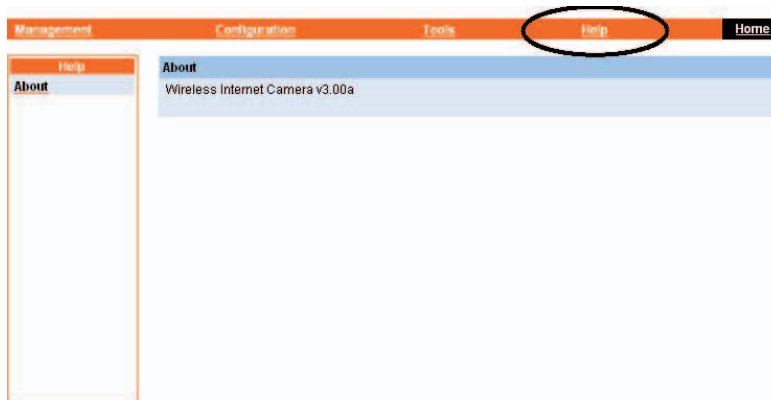 Management Configuration Tools Help Home
Help
About
About
Wireless Internet Camera v3.00a